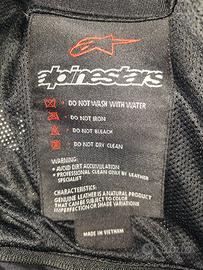 alpinestars
DO NOT WASH WITH WATER
DO NOT IRON
DO NOT BLEACH
DO NOT DRY CLEAN
WARNING:
• AVOID DIRT ACCUMULATION
• PROFESSIONAL CLEAN ONLY BY LEATHER
SPECIALIST
CHARACTERISTICS:
GENUINE LEATHER IS A NATURAL PRODUCT
THAT CAN BE SUBJECT TO COLOR
IMPERFECTION OR SHADE VARIATIONS
MADE IN VIETNAM